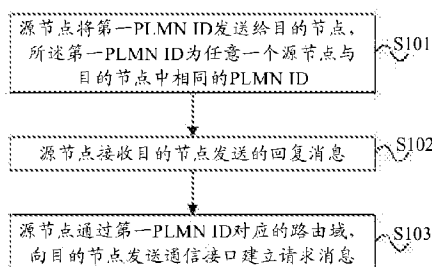 源节点将第一PLMN ID发送给目的节点，
所述第一PLMN ID为任意一个源节点与
目的节点中相同的PLMN ID
S101
源节点接收目的节点发送的回复消息
S102
源节点通过第一PLMN ID对应的路由域，
向目的节点发送通信接口建立请求消息
S103